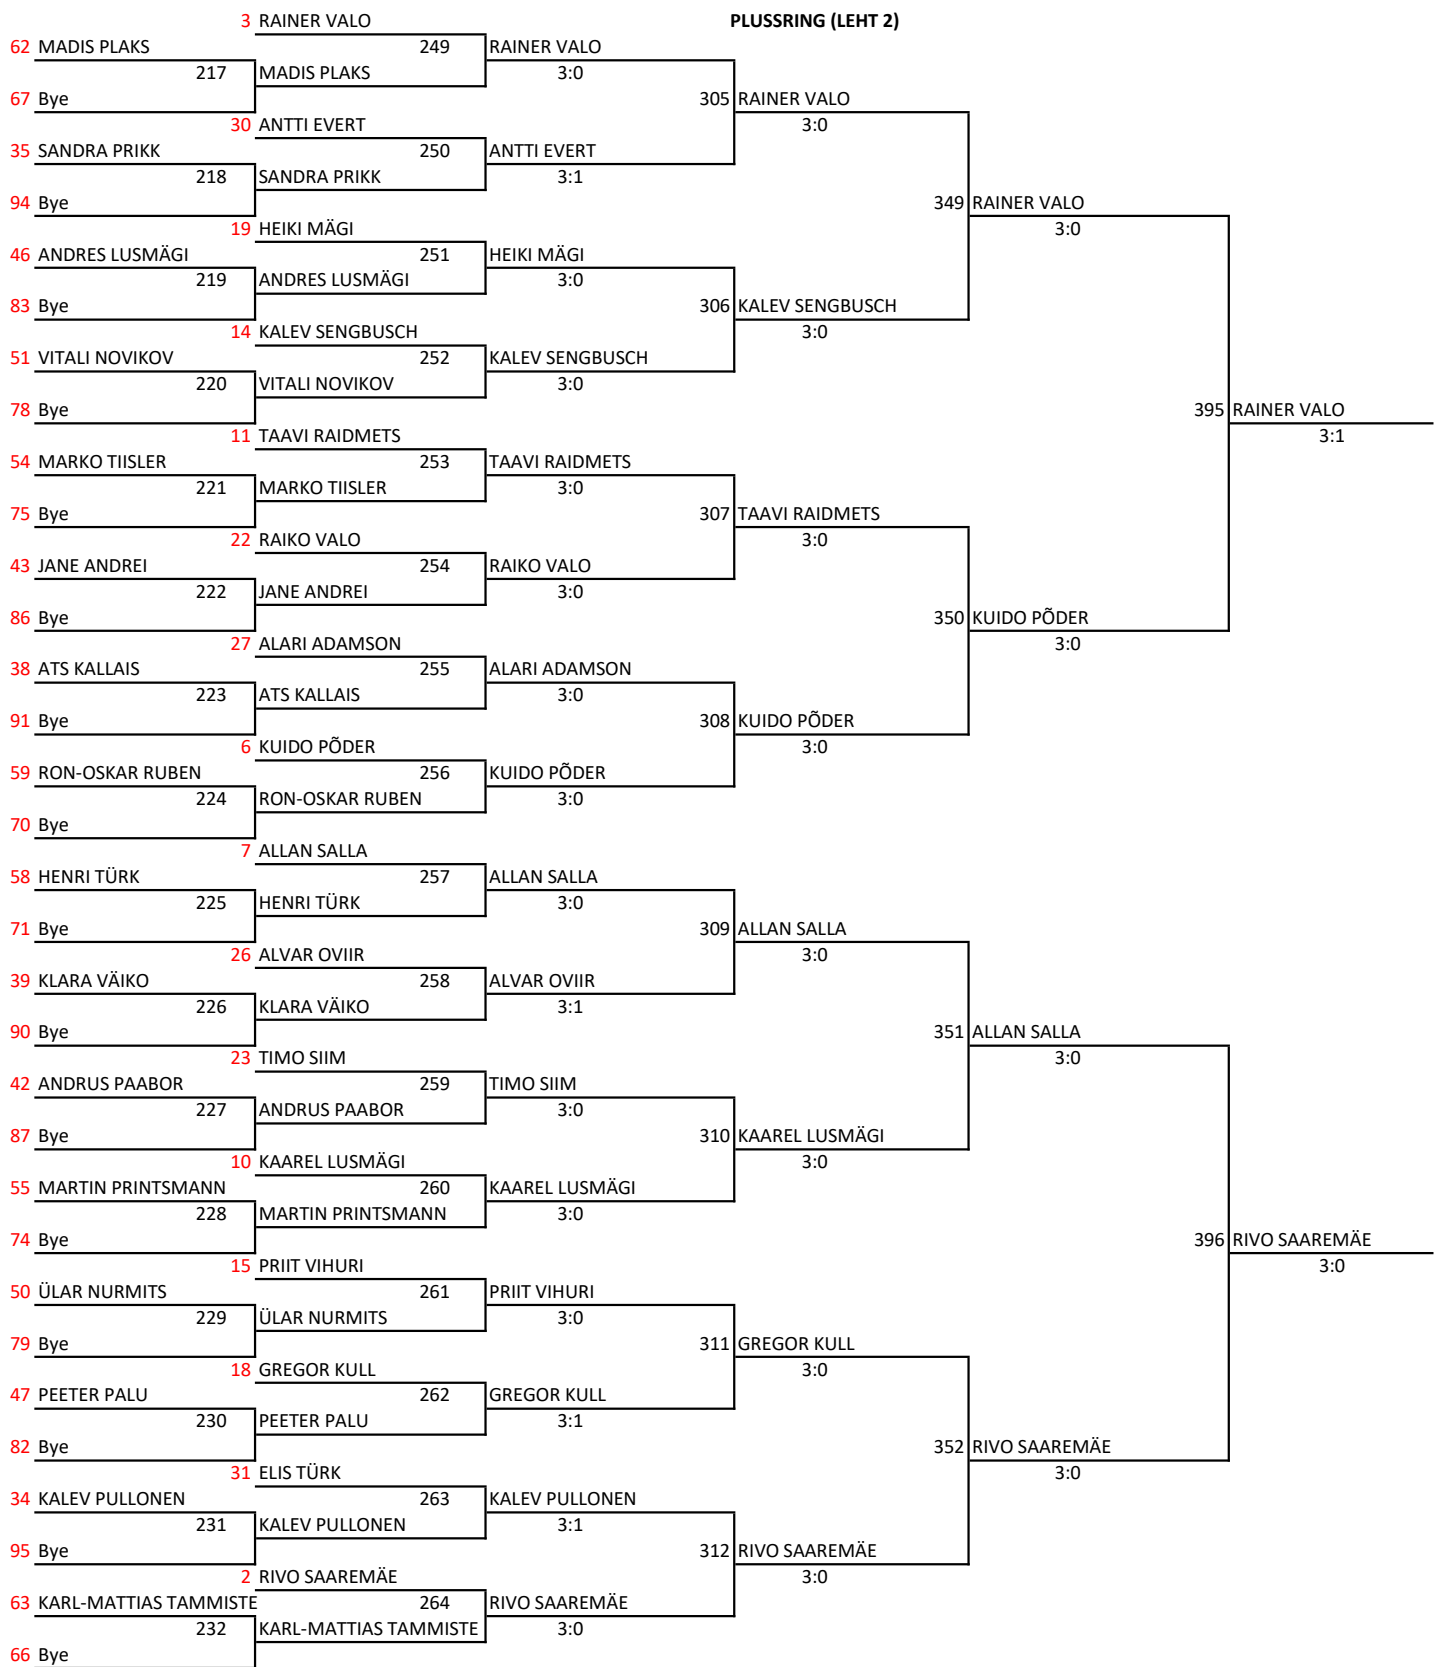 3 RAINER VALO PLUSSRING (LEHT 2)
62 MADIS PLAKS 249 RAINER VALO
217 MADIS PLAKS 3:0
67 Bye 305 RAINER VALO
30 ANTTI EVERT 3:0
35 SANDRA PRIKK 250 ANTTI EVERT
218 SANDRA PRIKK 3:1
94 Bye 349 RAINER VALO
19 HEIKI MÄGI 3:0
46 ANDRES LUSMÄGI 251 HEIKI MÄGI
219 ANDRES LUSMÄGI 3:0
83 Bye 306 KALEV SENGBUSCH
14 KALEV SENGBUSCH 3:0
51 VITALI NOVIKOV 252 KALEV SENGBUSCH
220 VITALI NOVIKOV 3:0
78 Bye 395 RAINER VALO
11 TAAVI RAIDMETS 3:1
54 MARKO TIISLER 253 TAAVI RAIDMETS
221 MARKO TIISLER 3:0
75 Bye 307 TAAVI RAIDMETS
22 RAIKO VALO 3:0
43 JANE ANDREI 254 RAIKO VALO
222 JANE ANDREI 3:0
86 Bye 350 KUIDO PÕDER
27 ALARI ADAMSON 3:0
38 ATS KALLAIS 255 ALARI ADAMSON
223 ATS KALLAIS 3:0
91 Bye 308 KUIDO PÕDER
6 KUIDO PÕDER 3:0
59 RON-OSKAR RUBEN 256 KUIDO PÕDER
224 RON-OSKAR RUBEN 3:0
70 Bye
7 ALLAN SALLA
58 HENRI TÜRK 257 ALLAN SALLA
225 HENRI TÜRK 3:0
71 Bye 309 ALLAN SALLA
26 ALVAR OVIIR 3:0
39 KLARA VÄIKO 258 ALVAR OVIIR
226 KLARA VÄIKO 3:1
90 Bye 351 ALLAN SALLA
23 TIMO SIIM 3:0
42 ANDRUS PAABOR 259 TIMO SIIM
227 ANDRUS PAABOR 3:0
87 Bye 310 KAAREL LUSMÄGI
10 KAAREL LUSMÄGI 3:0
55 MARTIN PRINTSMANN 260 KAAREL LUSMÄGI
228 MARTIN PRINTSMANN 3:0
74 Bye 396 RIVO SAAREMÄE
15 PRIIT VIHURI 3:0
50 ÜLAR NURMITS 261 PRIIT VIHURI
229 ÜLAR NURMITS 3:0
79 Bye 311 GREGOR KULL
18 GREGOR KULL 3:0
47 PEETER PALU 262 GREGOR KULL
230 PEETER PALU 3:1
82 Bye 352 RIVO SAAREMÄE
31 ELIS TÜRK 3:0
34 KALEV PULLONEN 263 KALEV PULLONEN
231 KALEV PULLONEN 3:1
95 Bye 312 RIVO SAAREMÄE
2 RIVO SAAREMÄE 3:0
63 KARL-MATTIAS TAMMISTE 264 RIVO SAAREMÄE
232 KARL-MATTIAS TAMMISTE 3:0
66 Bye